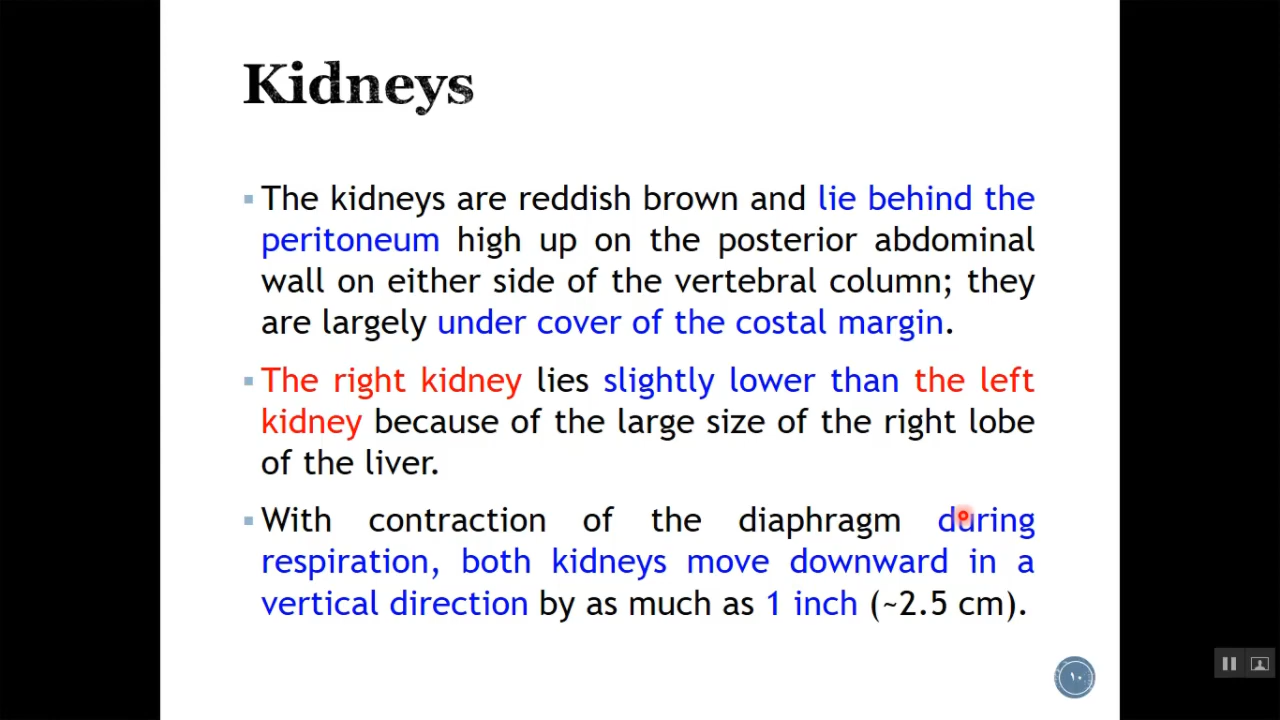 Kidneys
▪ The kidneys are reddish brown and lie behind the
peritoneum high up on the posterior abdominal
wall on either side of the vertebral column; they
are largely under cover of the costal margin.
▪ The right kidney lies slightly lower than the left
kidney because of the large size of the right lobe
of the liver.
▪ With contraction of the diaphragm during
respiration, both kidneys move downward in a
vertical direction by as much as 1 inch (~2.5 cm).
١٠